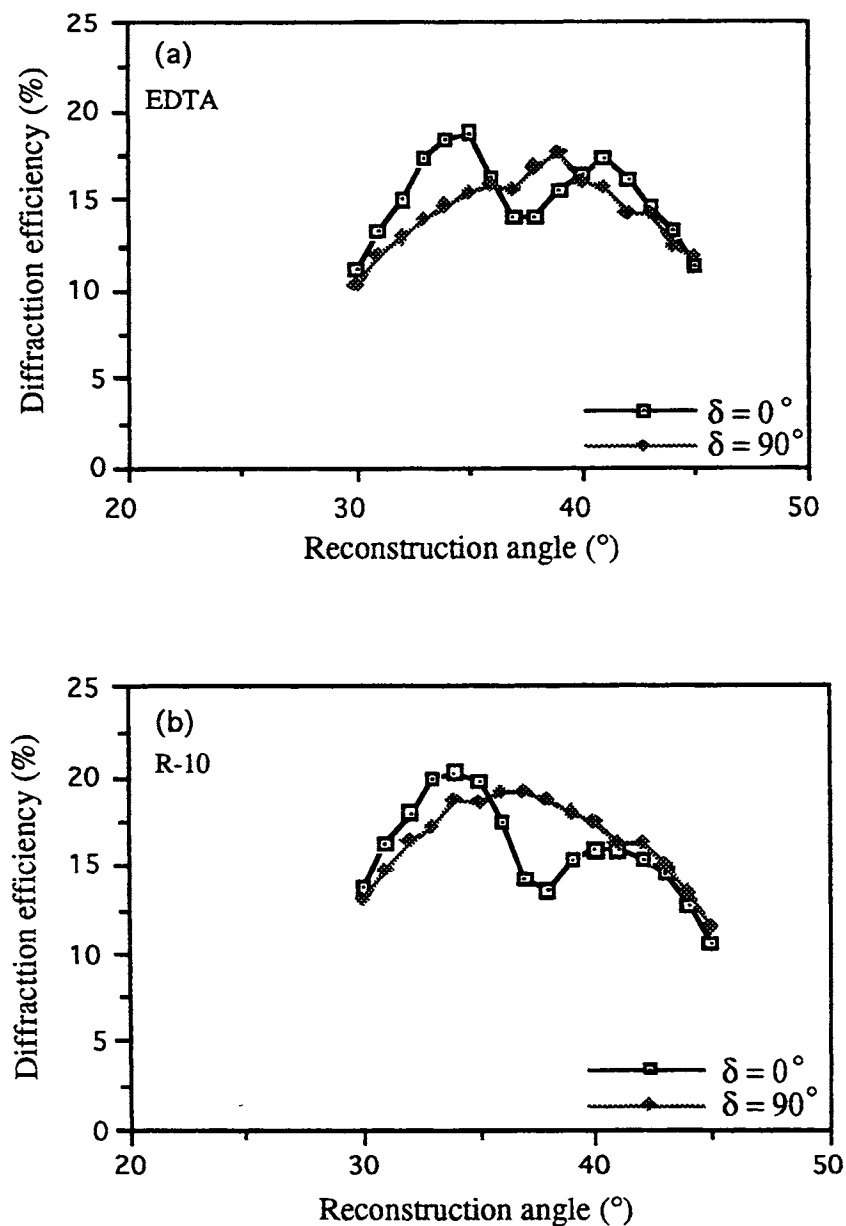 25
20
15
10
5
0
Diffracttion efficiency (%)
(a)
EDTA
δ = 0°
δ = 90°
20
30
40
50
Reconstruction angle (°)
25
20
15
10
5
0
Diffracttion efficiency (%)
(b)
R-10
δ = 0°
δ = 90°
20
30
40
50
Reconstruction angle (°)